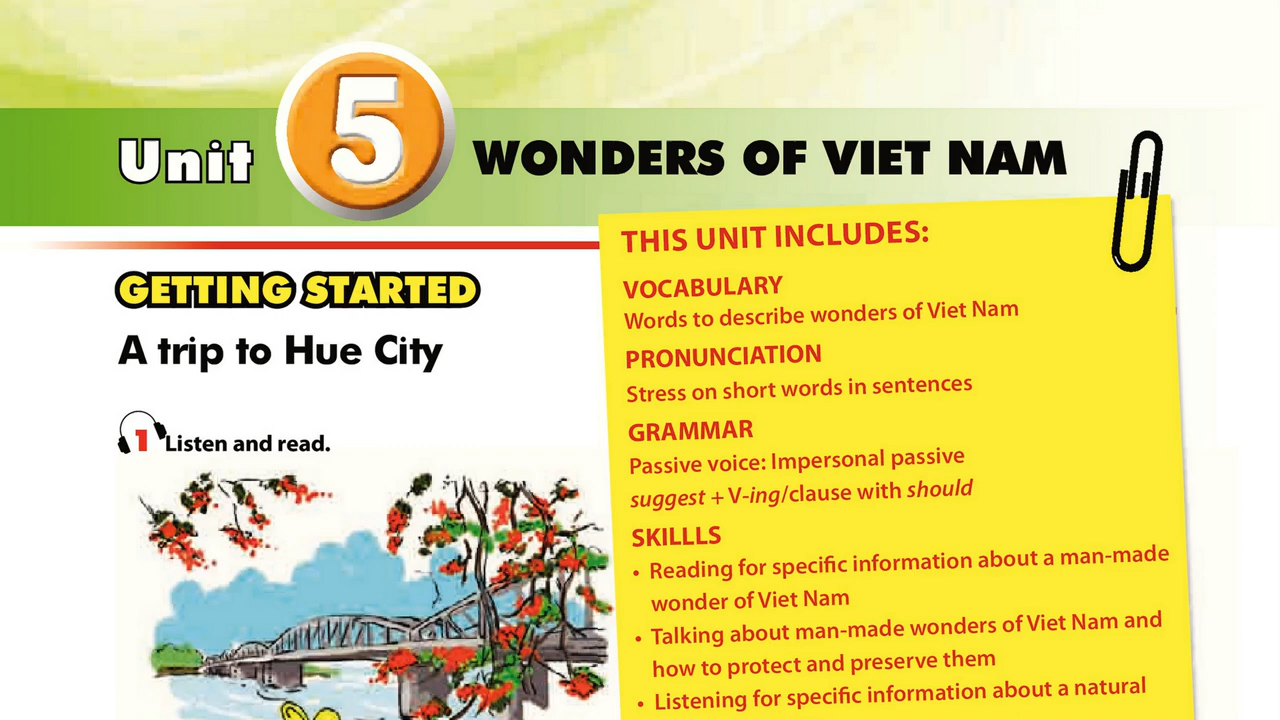 Unit 5 WONDERS OF VIET NAM
GETTING STARTED
A trip to Hue City
1 Listen and read.
THIS UNIT INCLUDES:
VOCABULARY
Words to describe wonders of Viet Nam
PRONUNCIATION
Stress on short words in sentences
GRAMMAR
Passive voice: Impersonal passive
suggest + V-ing/clause with should
SKILLLS
• Reading for specific information about a man-made
wonder of Viet Nam
• Talking about man-made wonders of Viet Nam and
how to protect and preserve them
• Listening for specific information about a natural